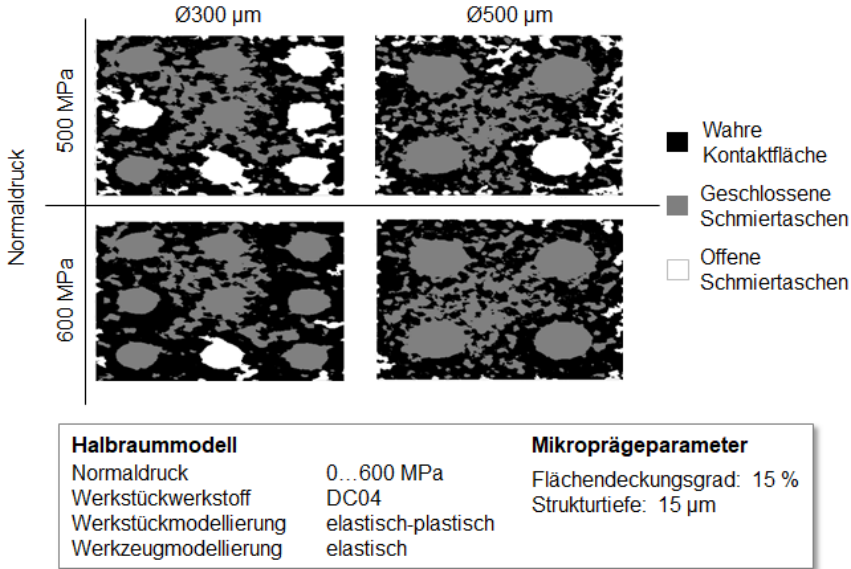 Ø300 µm
Ø500 µm
Normaldruck
500 MPa
600 MPa
Wahre
Kontaktfläche
Geschlossene
Schmiertaschen
Offene
Schmiertaschen
Halbraummodell
Normaldruck 0...600 MPa
Werkstückwerkstoff DC04
Werkstückmodellierung elastisch-plastisch
Werkzeugmodellierung elastisch
Mikroprägeparameter
Flächendeckungsgrad: 15 %
Strukturtiefe: 15 µm